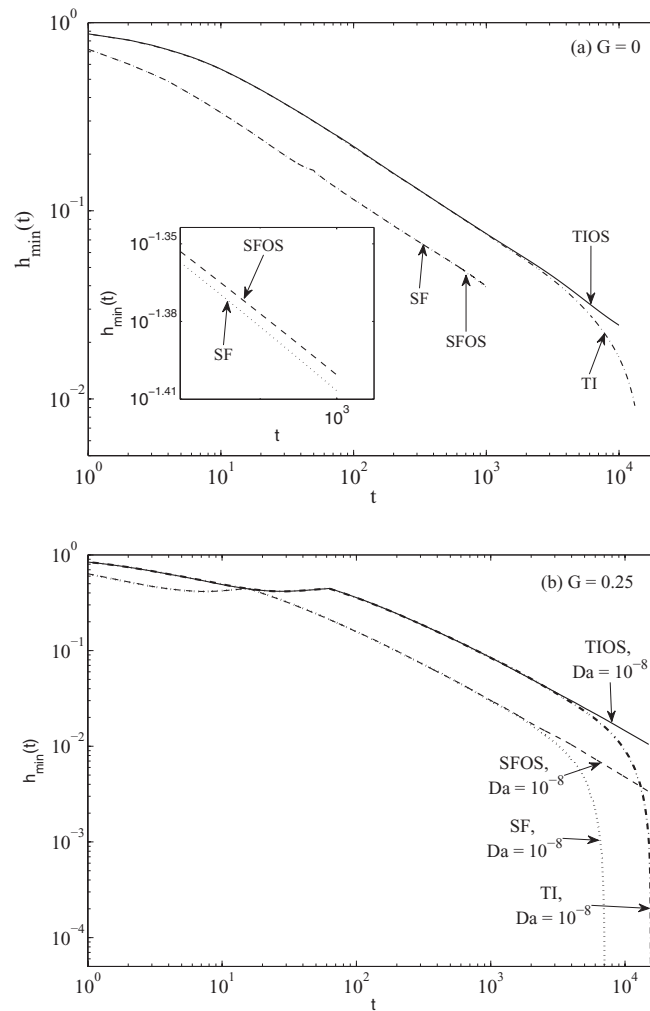 (a) G = 0
10^0
10^-1
10^-2
h_min(t)
TIOS
TI
SF
SFOS
10^-1.35
10^-1.38
10^-1.41
h_min(t)
SFOS
SF
10^3
t
10^0 10^1 10^2 10^3 10^4
t
(b) G = 0.25
10^0
10^-1
10^-2
10^-3
10^-4
h_min(t)
TIOS,
Da = 10^-8
SFOS,
Da = 10^-8
SF,
Da = 10^-8
TI,
Da = 10^-8
10^0 10^1 10^2 10^3 10^4
t